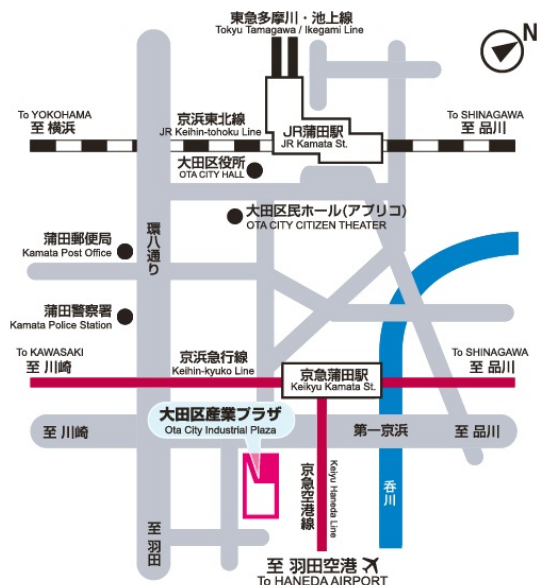 東急多摩川・池上線
Tokyu Tamagawa / Ikegami Line
N
To YOKOHAMA
至 横浜
京浜東北線
JR Keihin-tohoku Line
JR蒲田駅
JR Kamata St.
To SHINAGAWA
至 品川
大田区役所
OTA CITY HALL
大田区民ホール(アプリコ)
OTA CITY CITIZEN THEATER
環八通り
蒲田郵便局
Kamata Post Office
蒲田警察署
Kamata Police Station
To KAWASAKI
至 川崎
京浜急行線
Keihin-kyuko Line
京急蒲田駅
Keikyu Kamata St.
To SHINAGAWA
至 品川
大田区産業プラザ
Ota City Industrial Plaza
至 川崎
第一京浜
至 品川
京急空港線
Keiyu Haneda Line
呑川
至 羽田
至 羽田空港
To HANEDA AIRPORT